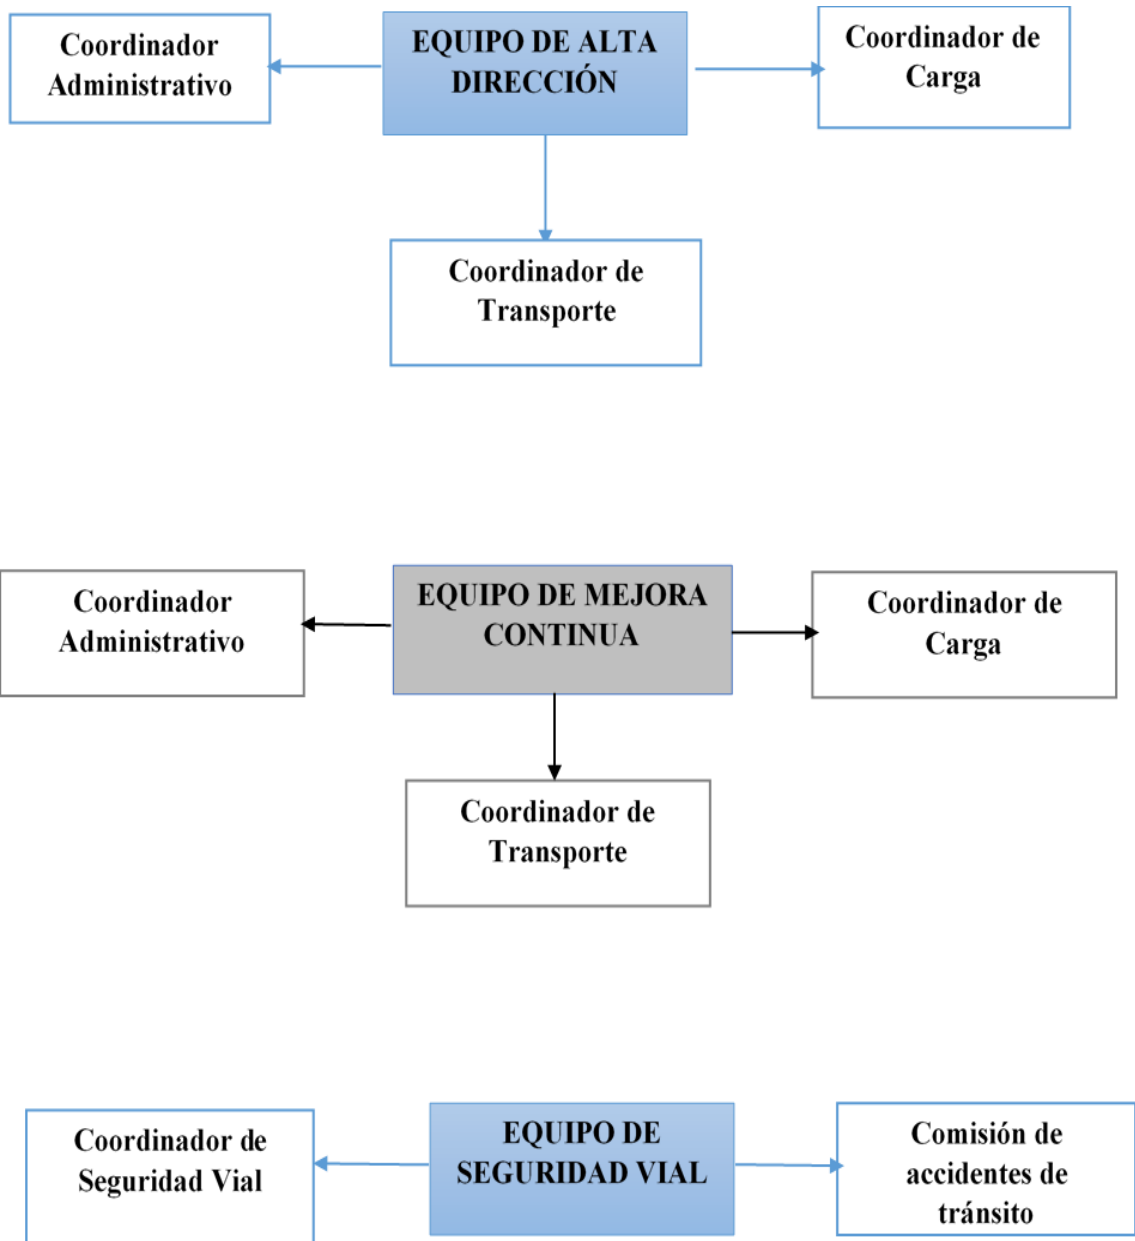 Coordinador
Administrativo
EQUIPO DE ALTA
DIRECCIÓN
Coordinador de
Carga
Coordinador de
Transporte
Coordinador
Administrativo
EQUIPO DE MEJORA
CONTINUA
Coordinador de
Carga
Coordinador de
Transporte
Coordinador de
Seguridad Vial
EQUIPO DE
SEGURIDAD VIAL
Comisión de
accidentes de
tránsito